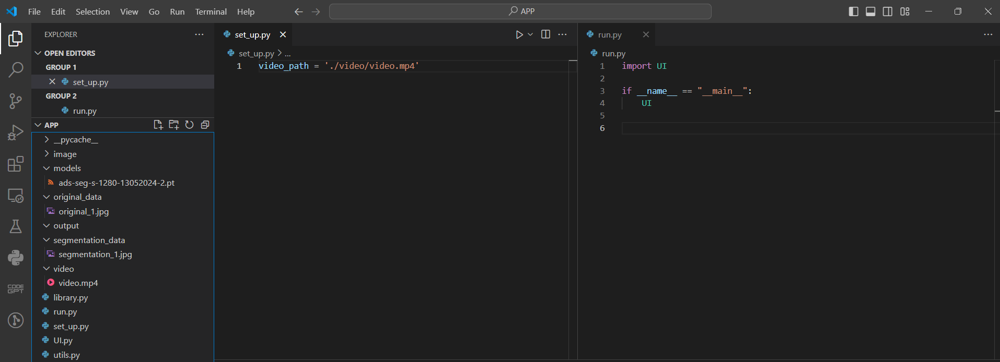 File Edit Selection View Go Run Terminal Help
APP
EXPLORER
OPEN EDITORS
GROUP 1
set_up.py
GROUP 2
run.py
APP
__pycache__
image
models
ads-seg-s-1280-13052024-2.pt
original_data
original_1.jpg
output
segmentation_data
segmentation_1.jpg
video
video.mp4
library.py
run.py
set_up.py
UI.py
utils.py
CODE
GPT
set_up.py
set_up.py > ...
1 video_path = './video/video.mp4'
run.py
run.py
1 import UI
2
3 if __name__ == "__main__":
4 UI
5
6